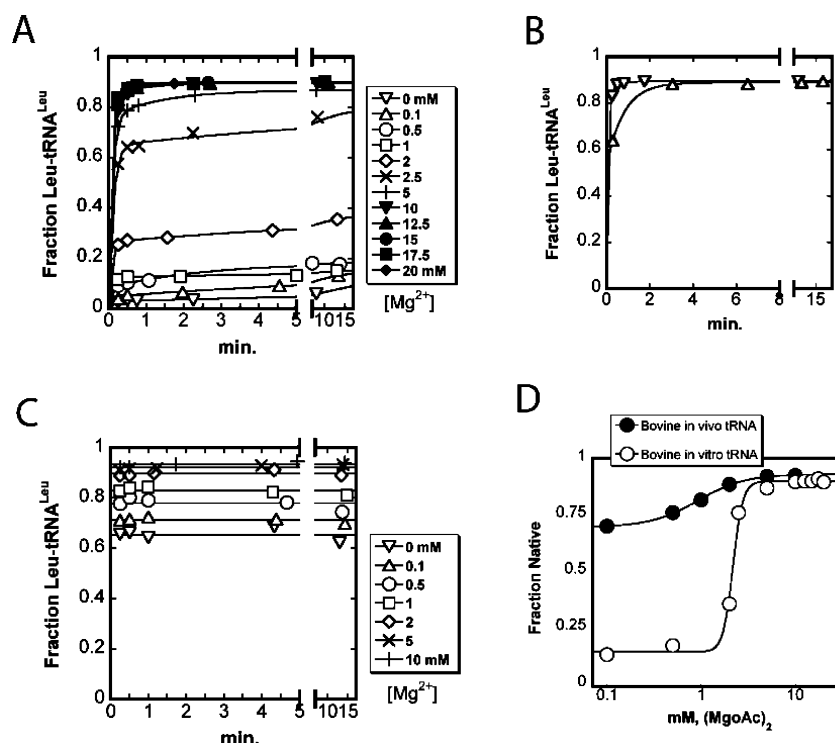 A
Fraction Leu-tRNA^Leu
1
0.8
0.6
0.4
0.2
0
0 1 2 3 4 5 1015
min.
0 mM
0.1
0.5
1
2
2.5
5
10
12.5
15
17.5
20 mM
[Mg2+]
B
Fraction Leu-tRNA^Leu
1
0.8
0.6
0.4
0.2
0
0 2 4 6 8 15
min.
C
Fraction Leu-tRNA^Leu
1
0.8
0.6
0.4
0.2
0
0 1 2 3 4 5 1015
min.
0 mM
0.1
0.5
1
2
5
10 mM
[Mg2+]
D
Bovine in vivo tRNA
Bovine in vitro tRNA
Fraction Native
1
0.75
0.5
0.25
0
0.1 1 10
mM, (MgoAc)2